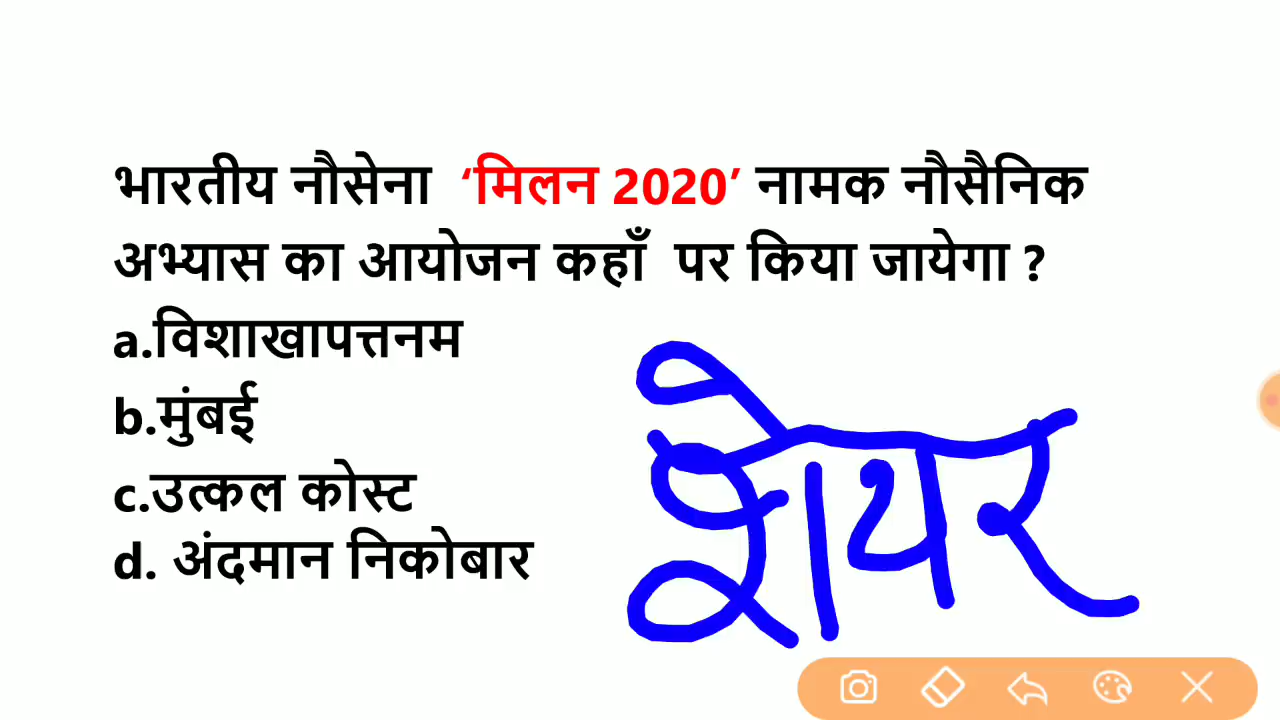 भारतीय नौसेना ‘मिलन 2020’ नामक नौसैनिक
अभ्यास का आयोजन कहाँ पर किया जायेगा ?
a.विशाखापत्तनम
b.मुंबई
c.उत्कल कोस्ट
d. अंदमान निकोबार
शेयर